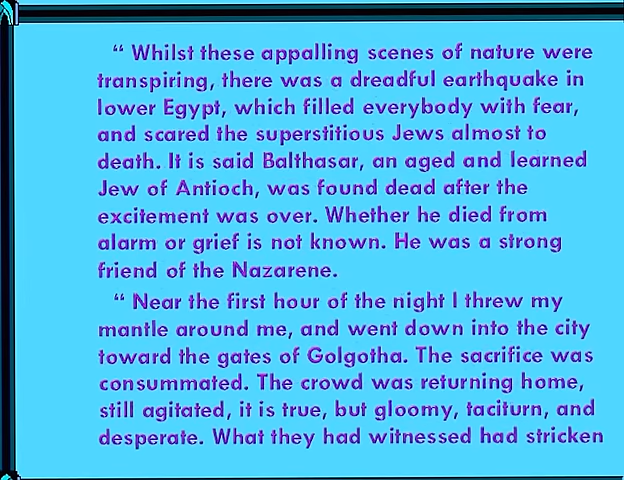 “ Whilst these appalling scenes of nature were
transpiring, there was a dreadful earthquake in
lower Egypt, which filled everybody with fear,
and scared the superstitious Jews almost to
death. It is said Balthasar, an aged and learned
Jew of Antioch, was found dead after the
excitement was over. Whether he died from
alarm or grief is not known. He was a strong
friend of the Nazarene.
“ Near the first hour of the night I threw my
mantle around me, and went down into the city
toward the gates of Golgotha. The sacrifice was
consummated. The crowd was returning home,
still agitated, it is true, but gloomy, taciturn, and
desperate. What they had witnessed had stricken